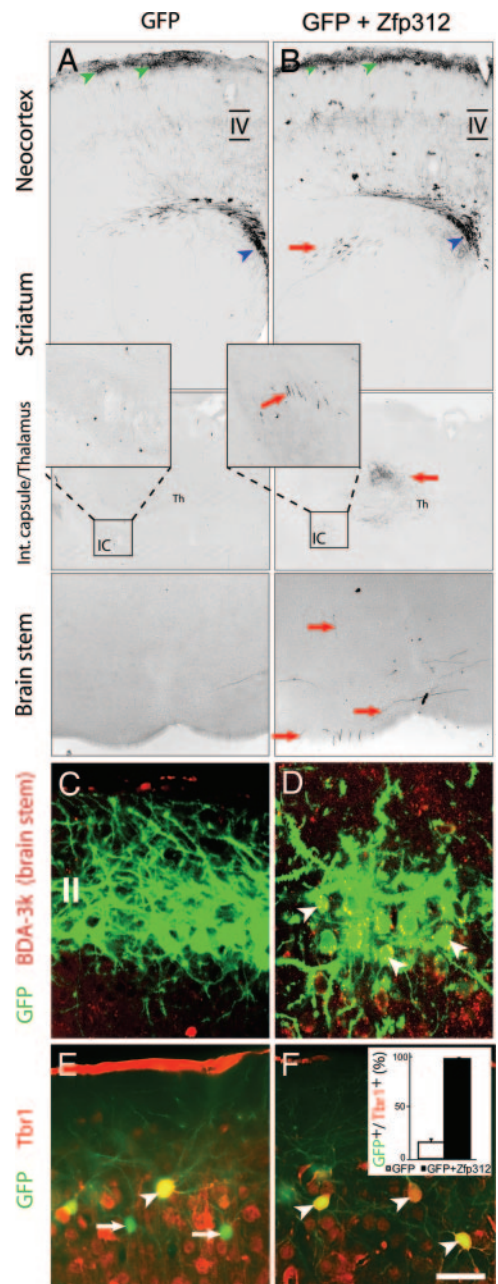 GFP
GFP + Zfp312
Neocortex
A
B
IV
IV
Striatum
Int. capsule/Thalamus
Th
IC
Th
IC
Brain stem
GFP BDA-3k (brain stem)
C
II
D
GFP Tbr1
E
F
GFP+/Tbr1+ (%)
100
50
0
GFP
GFP+Zfp312